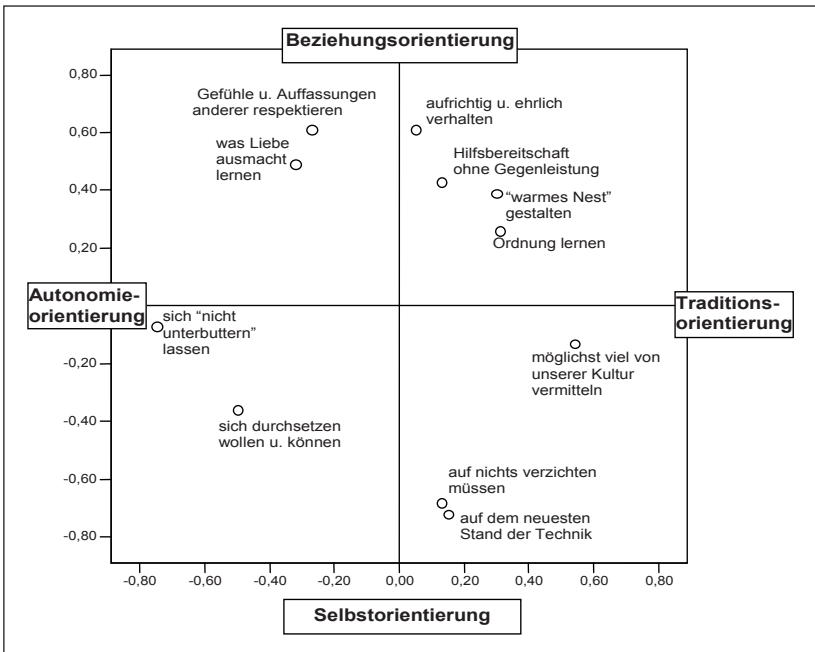 Beziehungsorientierung
0,80
Gefühle u. Auffassungen
anderer respektieren
aufrichtig u. ehrlich
verhalten
0,60
was Liebe
ausmacht
lernen
Hilfsbereitschaft
ohne Gegenleistung
0,40
“warmes Nest”
gestalten
0,20
Ordnung lernen
Autonomie-
orientierung
Traditions-
orientierung
sich “nicht
unterbuttern”
lassen
-0,20
möglichst viel von
unserer Kultur
vermitteln
-0,40
sich durchsetzen
wollen u. können
-0,60
auf nichts verzichten
müssen
auf dem neuesten
Stand der Technik
-0,80
-0,80
-0,60
-0,40
-0,20
0,00
0,20
0,40
0,60
0,80
Selbstorientierung